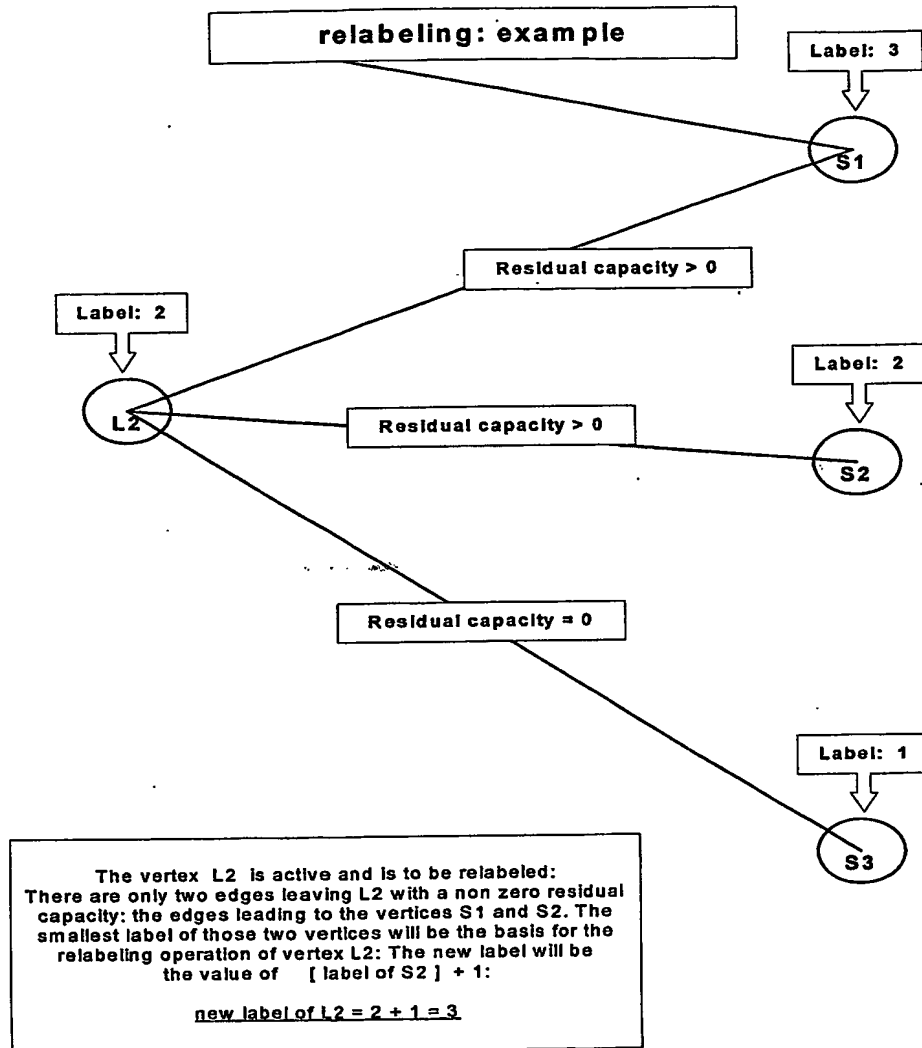 relabeling: example
Label: 3
S1
Residual capacity > 0
Label: 2
L2
Label: 2
Residual capacity > 0
S2
Residual capacity = 0
Label: 1
S3
The vertex L2 is active and is to be relabeled:
There are only two edges leaving L2 with a non zero residual
capacity: the edges leading to the vertices S1 and S2. The
smallest label of those two vertices will be the basis for the
relabeling operation of vertex L2: The new label will be
the value of [ label of S2 ] + 1:
new label of L2 = 2 + 1 = 3